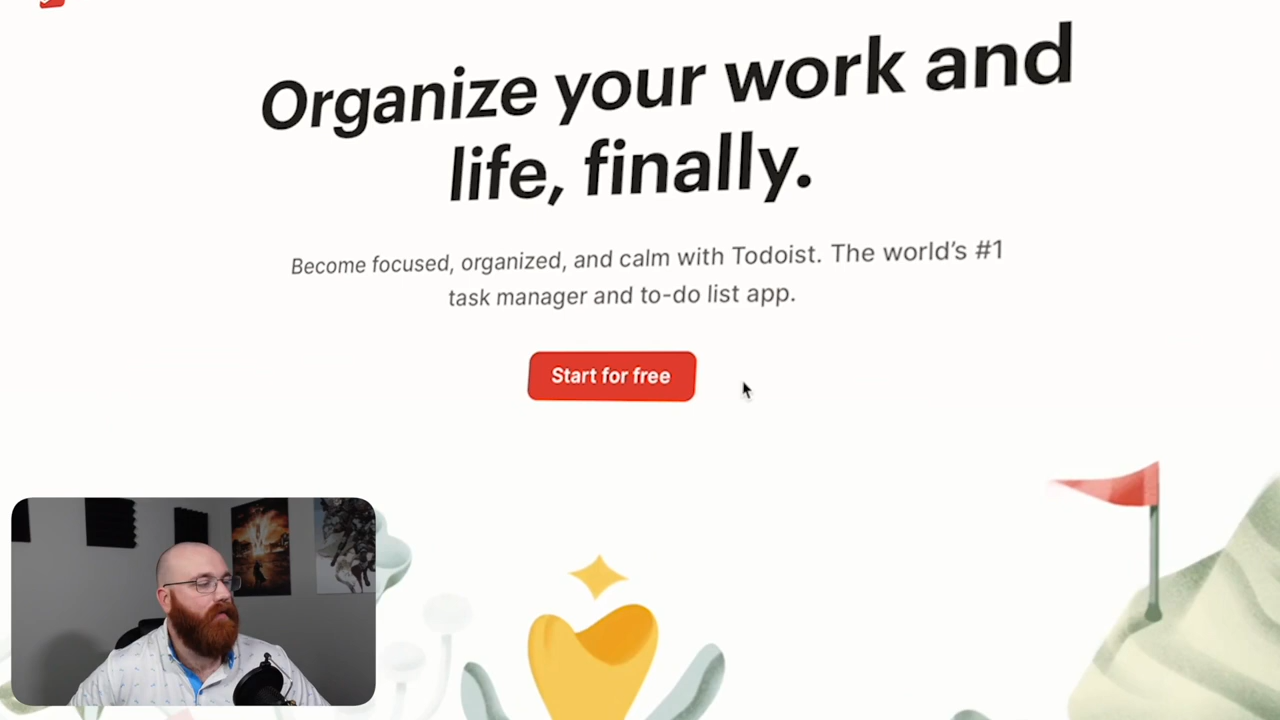 Organize your work and
life, finally.
Become focused, organized, and calm with Todoist. The world’s #1
task manager and to-do list app.
Start for free